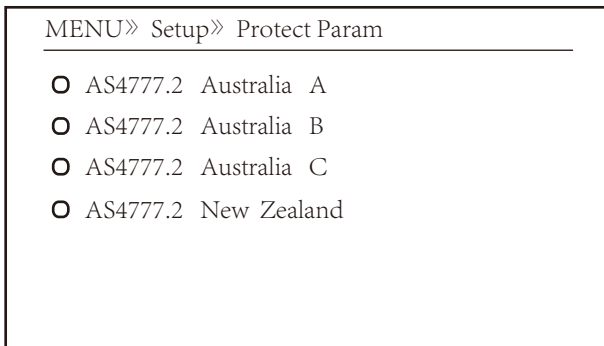 MENU» Setup» Protect Param
AS4777.2 Australia A
AS4777.2 Australia B
AS4777.2 Australia C
AS4777.2 New Zealand